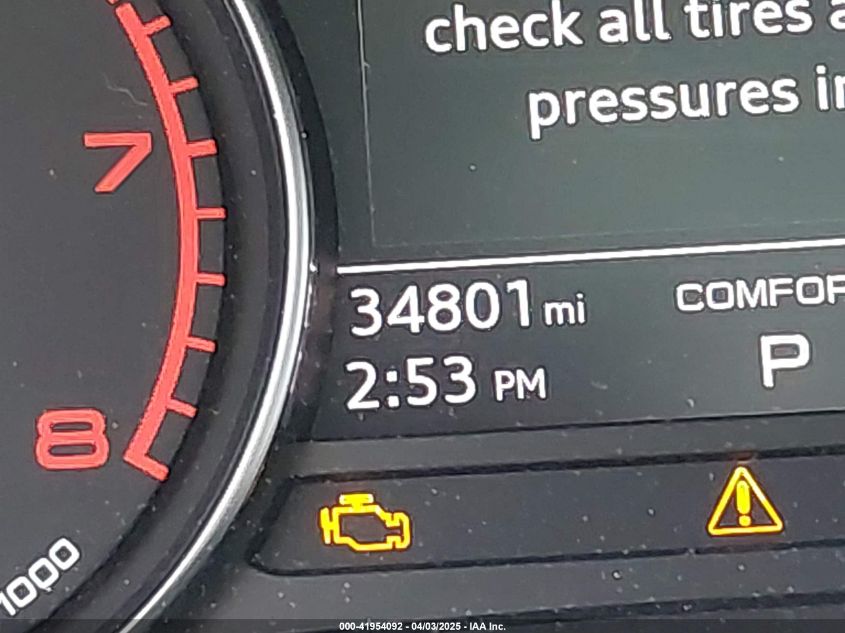 check all tires
pressures
7
34801 mi
COMFOR
2:53 PM
P
8
1000
000-41954092 - 04/03/2025 - IAA Inc.